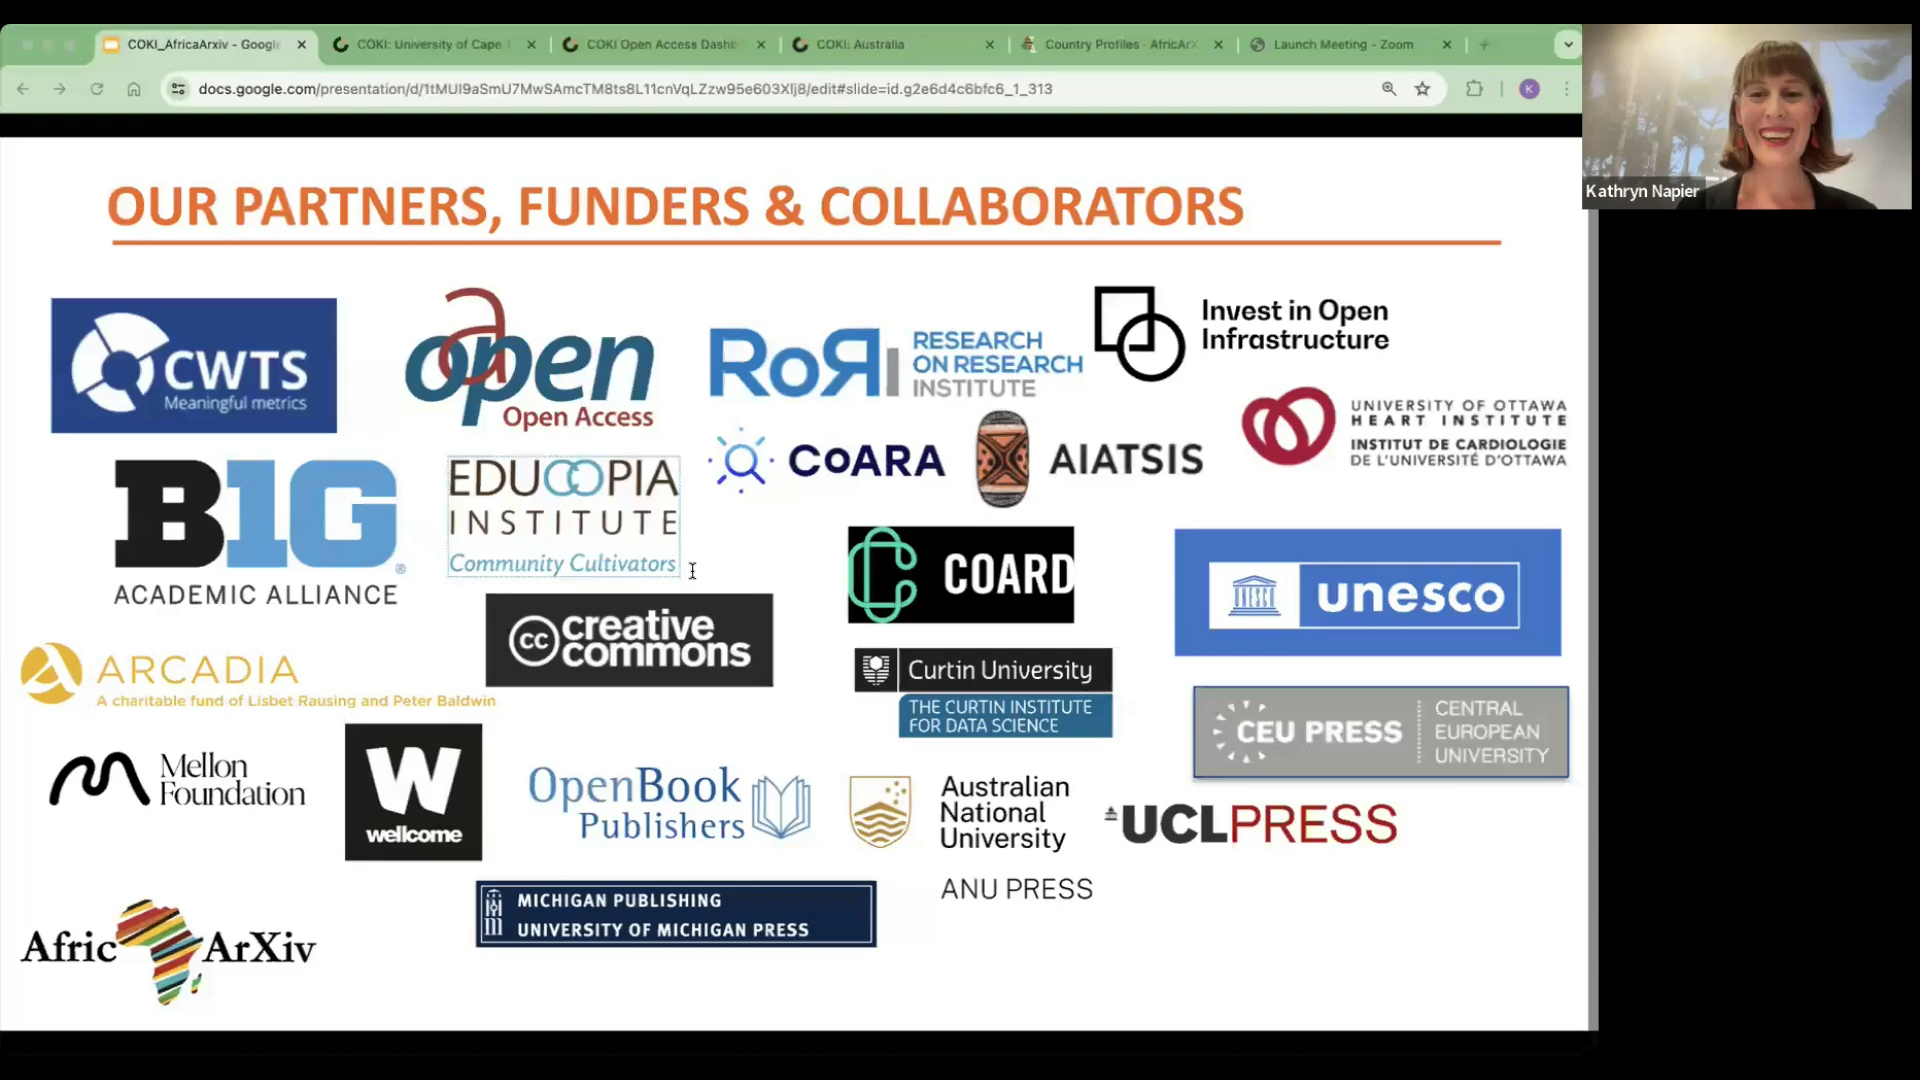 COKI_AfricaArxiv - Google
COKI: University of Cape
COKI Open Access Dashb
COKI: Australia
Country Profiles - AfricArX
Launch Meeting - Zoom
docs.google.com/presentation/d/1tMUI9aSmU7MwSAmcTM8ts8L11cnVqLZzw95e603Xlj8/edit#slide=id.g2e6d4c6bfc6_1_313
K
Kathryn Napier
OUR PARTNERS, FUNDERS & COLLABORATORS
CWTS
Meaningful metrics
open
Open Access
RoRI
RESEARCH
ON RESEARCH
INSTITUTE
Invest in Open
Infrastructure
UNIVERSITY OF OTTAWA
HEART INSTITUTE
INSTITUT DE CARDIOLOGIE
DE L'UNIVERSITÉ D'OTTAWA
CoARA
AIATSIS
B1G
ACADEMIC ALLIANCE
EDUCOPIA
INSTITUTE
Community Cultivators
COARD
unesco
cc creative
commons
ARCADIA
A charitable fund of Lisbet Rausing and Peter Baldwin
Curtin University
THE CURTIN INSTITUTE
FOR DATA SCIENCE
CEU PRESS
CENTRAL
EUROPEAN
UNIVERSITY
Mellon
Foundation
W
wellcome
OpenBook
Publishers
Australian
National
University
ANU PRESS
UCLPRESS
MICHIGAN PUBLISHING
UNIVERSITY OF MICHIGAN PRESS
AfricArXiv